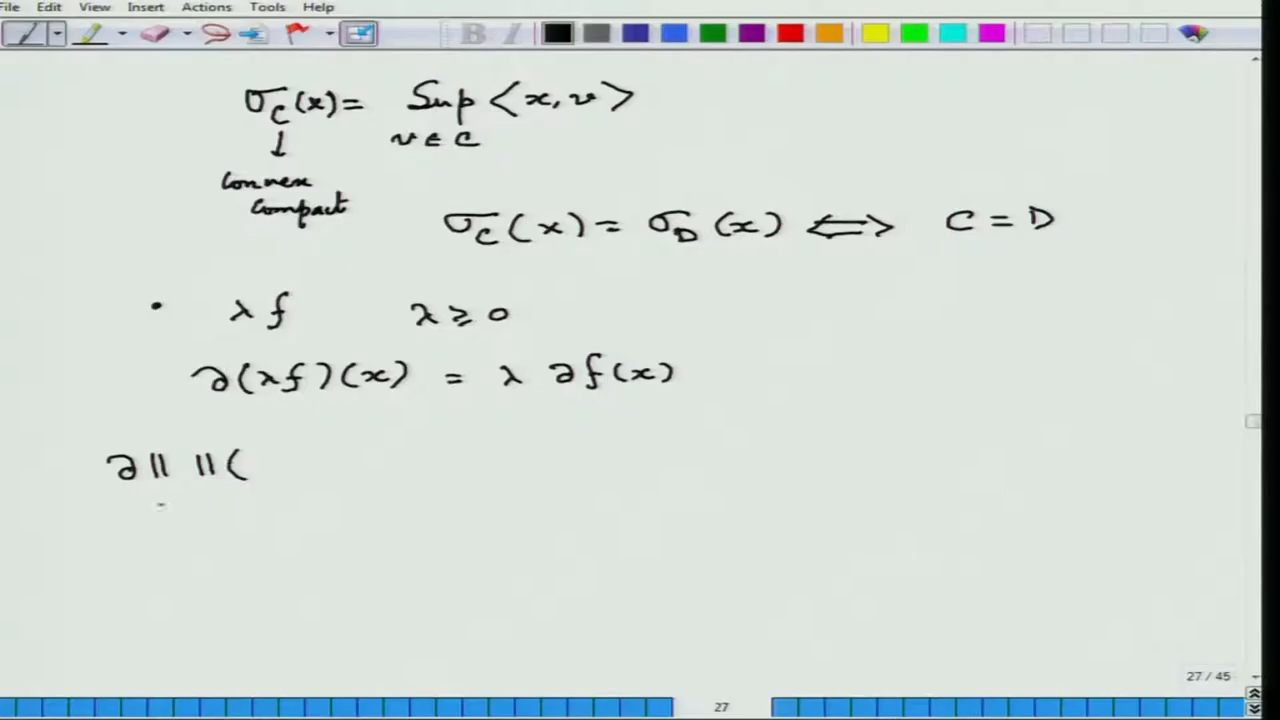 File Edit View Insert Actions Tools Help
B I
σ_C(x) = Sup <x, v>
v ∈ C
↓
Convex
Compact
σ_C(x) = σ_D(x) ⟺ C = D
• λf λ ≥ 0
∂(λf)(x) = λ ∂f(x)
∂|| ||(
27 / 45
27